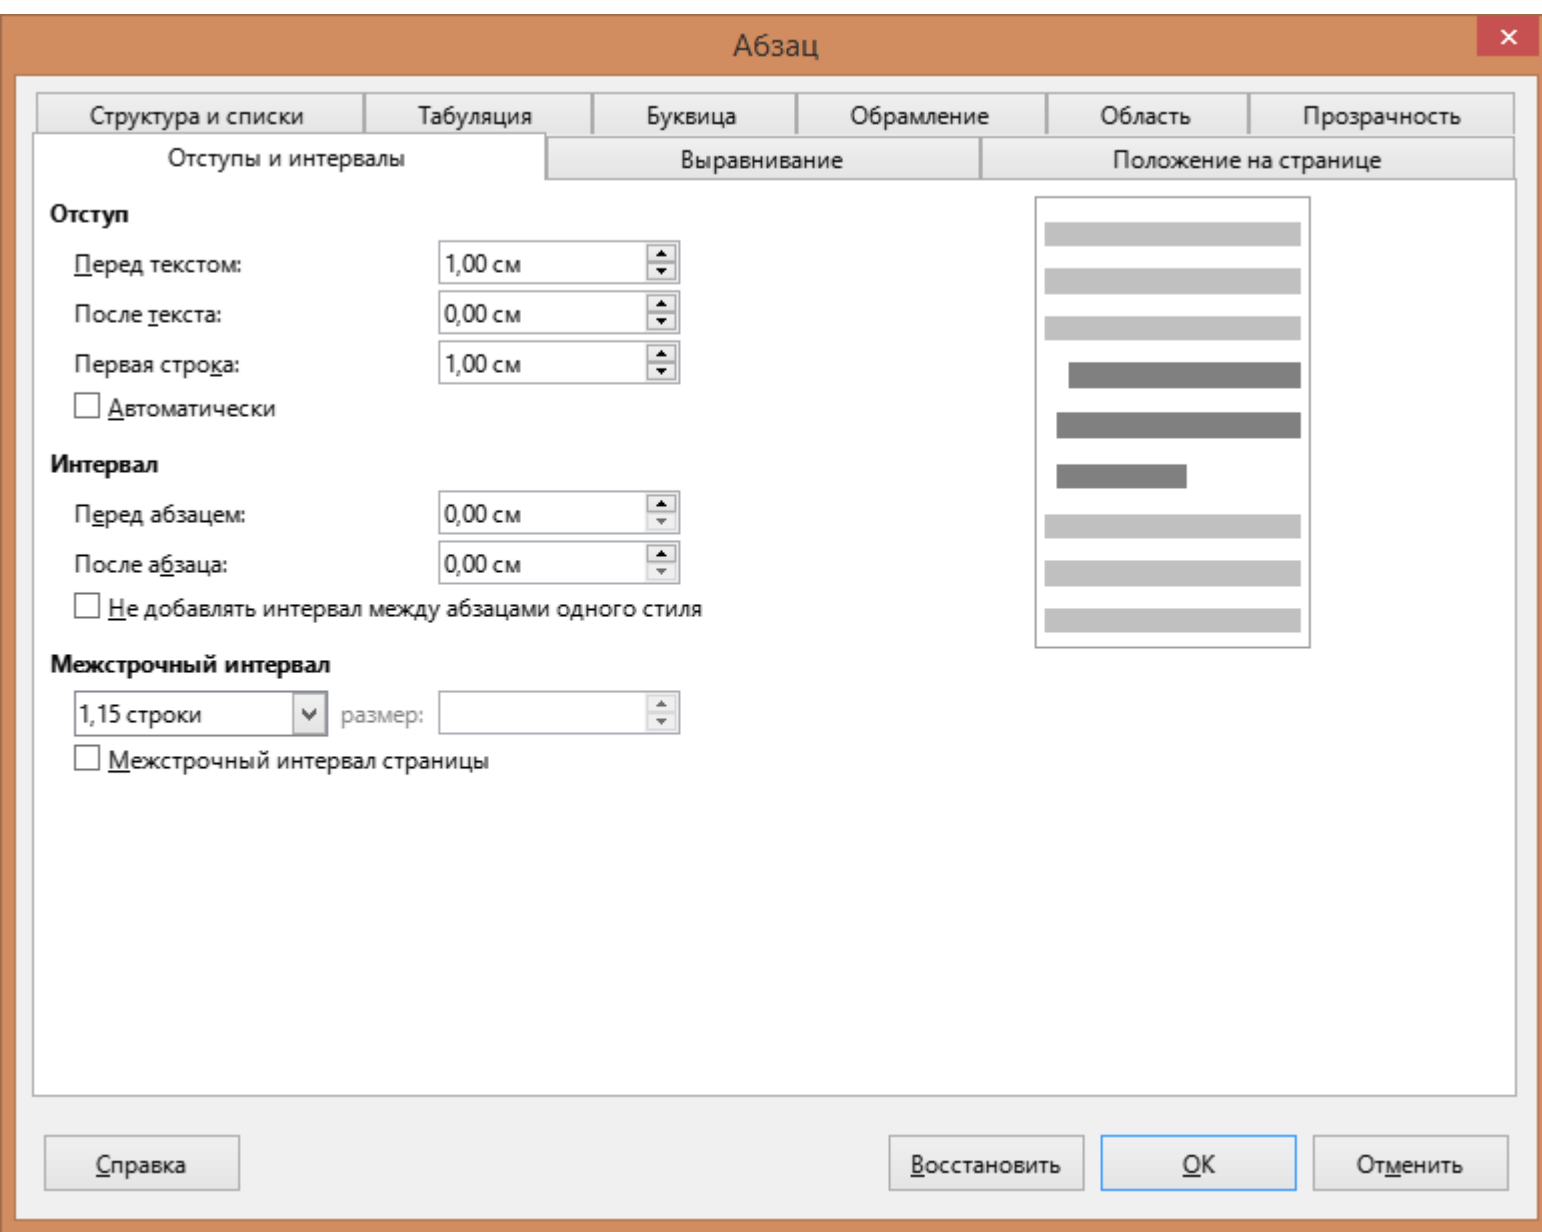 Абзац
Структура и списки Табуляция Буквица Обрамление Область Прозрачность
Отступы и интервалы Выравнивание Положение на странице
Отступ
Перед текстом: 1,00 см
После текста: 0,00 см
Первая строка: 1,00 см
Автоматически
Интервал
Перед абзацем: 0,00 см
После абзаца: 0,00 см
Не добавлять интервал между абзацами одного стиля
Межстрочный интервал
1,15 строки размер:
Межстрочный интервал страницы
Справка Восстановить ОК Отменить